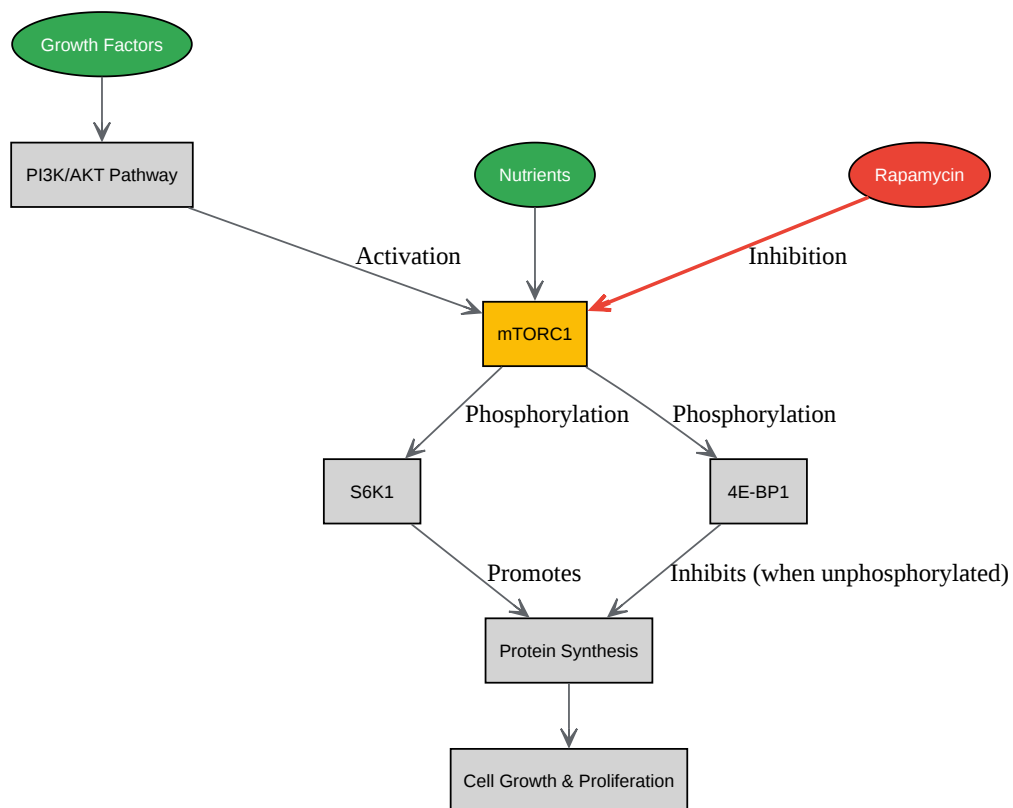 Growth Factors
PI3K/AKT Pathway
Nutrients
Rapamycin
Activation
Inhibition
mTORC1
Phosphorylation
Phosphorylation
S6K1
4E-BP1
Promotes
Inhibits (when unphosphorylated)
Protein Synthesis
Cell Growth & Proliferation